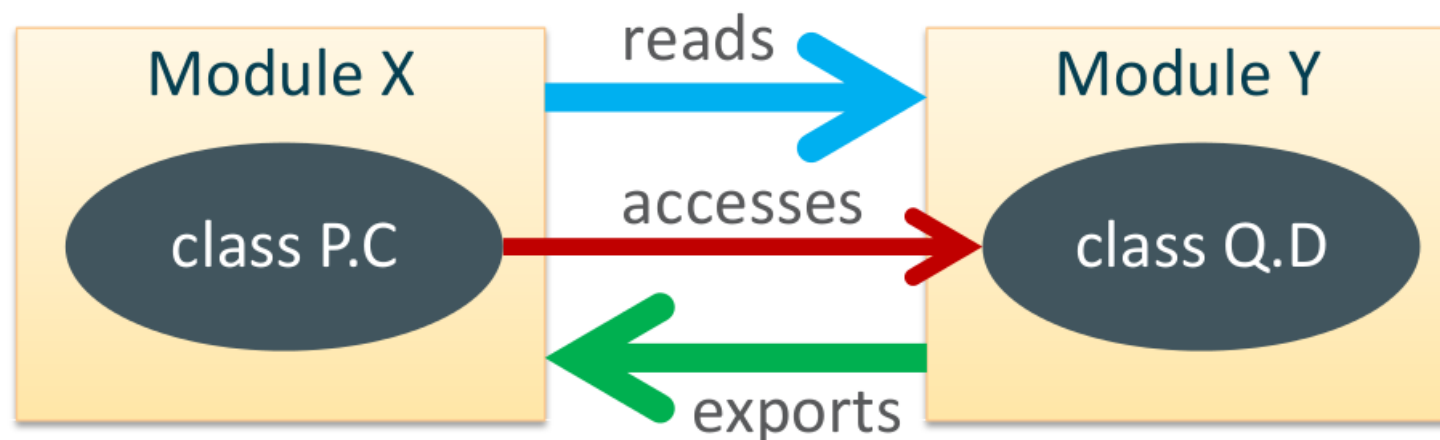 reads
Module X
Module Y
accesses
class P.C
class Q.D
exports